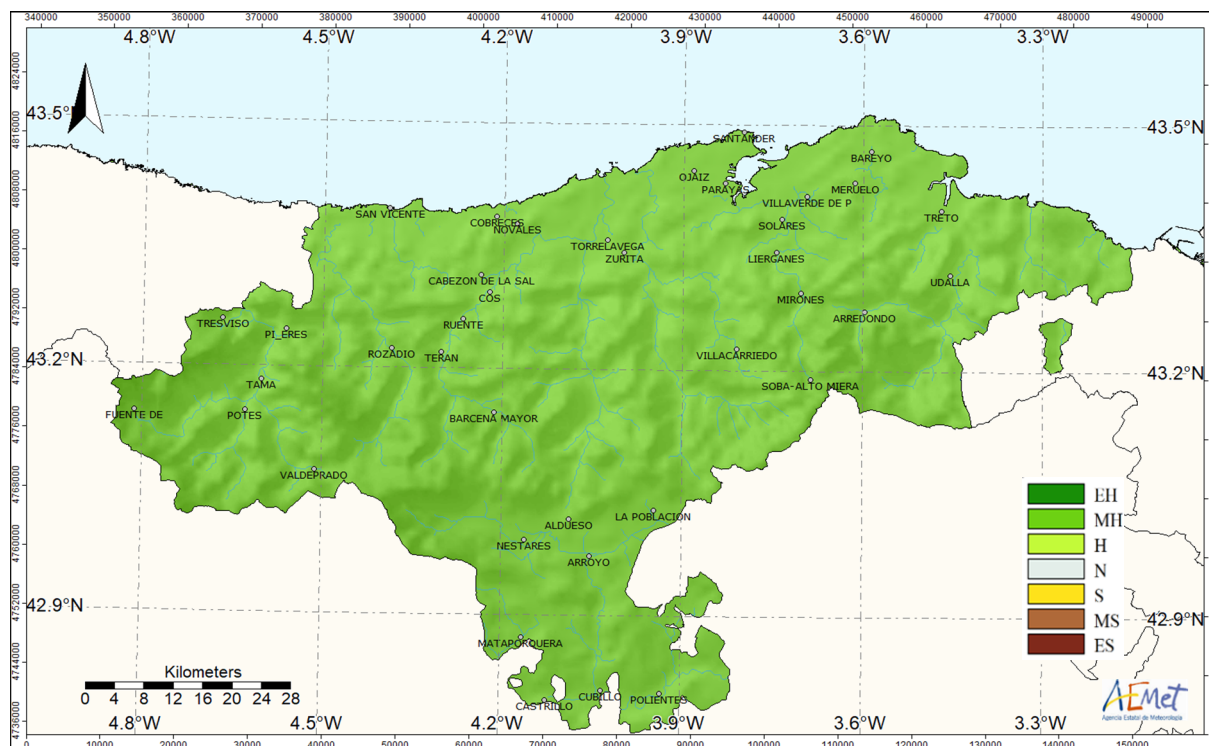 340000 350000 360000 370000 380000 390000 400000 410000 420000 430000 440000 450000 460000 470000 480000 490000
4.8°W 4.5°W 4.2°W 3.9°W 3.6°W 3.3°W
4824000
43.5°N 43.5°N
4816000
SANTANDER
BAREYO
OJAIZ
PARAYAS MERUELO
4808000
VILLAVERDE DE P
SAN VICENTE
TRETO
COBRECES
SOLARES
NOVALES
4800000
TORRELAVEGA
ZURITA LIERGANES
CABEZON DE LA SAL UDALLA
COS MIRONES
4792000
ARREDONDO
TRESVISO RUENTE
PI_ERES
ROZADIO TERAN VILLACARRIEDO
43.2°N 43.2°N
4784000
TAMA SOBA-ALTO MIERA
FUENTE DE POTES
BARCENA MAYOR
4776000
VALDEPRADO
4768000
EH
LA POBLACION
MH
ALDUESO
NESTARES
H
4760000
ARROYO
N
S
42.9°N 42.9°N
4752000
MS
MATAPORQUERA
ES
4744000
Kilometers
0 4 8 12 16 20 24 28
CUBILLO POLIENTES
CASTRILLO
AEMet
Agencia Estatal de Meteorología
4736000
4.8°W 4.5°W 4.2°W 3.9°W 3.6°W 3.3°W
0 10000 20000 30000 40000 50000 60000 70000 80000 90000 100000 110000 120000 130000 140000 150000